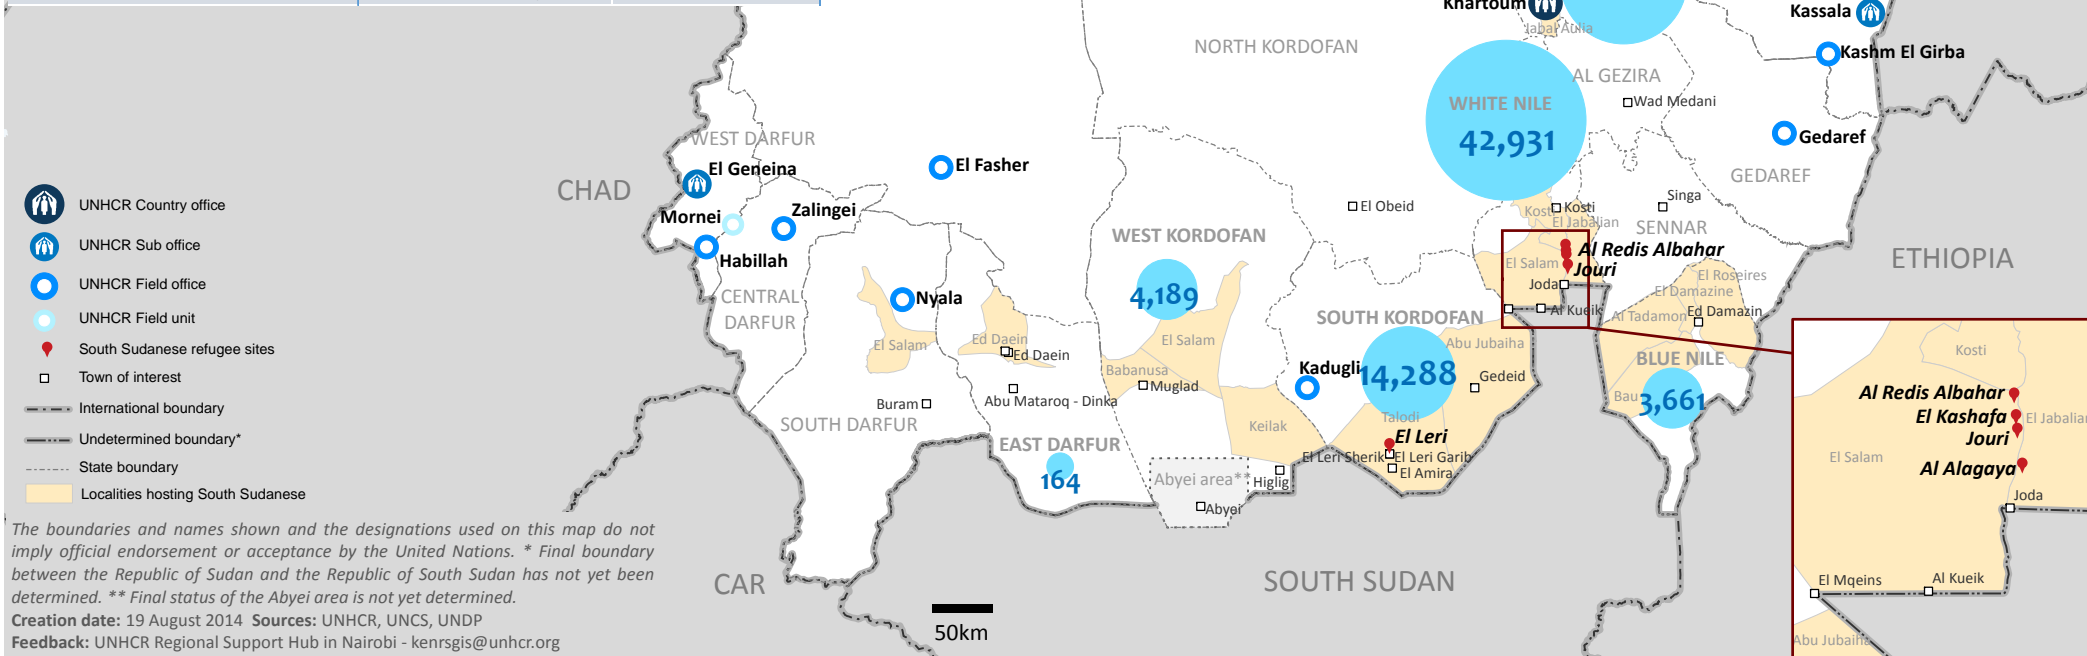 Khartoum
Kassala
Jabal Aulia
NORTH KORDOFAN
Kashm El Girba
AL GEZIRA
WHITE NILE
42,931
Wad Medani
WEST DARFUR
Gedaref
El Geneina
El Fasher
GEDAREF
CHAD
UNHCR Country office
Mornei
Zalingei
El Obeid
Kosti
Kosti
Singa
El Jabalian
SENNAR
UNHCR Sub office
Habillah
WEST KORDOFAN
Al Redis Albahar
El Salam
Jouri
ETHIOPIA
UNHCR Field office
CENTRAL
DARFUR
Nyala
4,189
Joda
El Roseires
El Damazine
UNHCR Field unit
SOUTH KORDOFAN
Al Kueik
Al Tadamon
Ed Damazin
South Sudanese refugee sites
El Salam
Ed Daein
Ed Daein
El Salam
Abu Jubaiha
BLUE NILE
Kosti
Town of interest
Babanusa
Muglad
Kadugli
14,288
Gedeid
Bau
3,661
Al Redis Albahar
International boundary
Buram
Abu Mataroq - Dinka
Talodi
El Kashafa
El Jabalian
SOUTH DARFUR
Keilak
El Leri
Jouri
Undetermined boundary*
EAST DARFUR
El Leri Sherik
El Leri Garib
El Salam
State boundary
164
Abyei area**
Higlig
El Amira
Al Alagaya
Localities hosting South Sudanese
Abyei
Joda
The boundaries and names shown and the designations used on this map do not
imply official endorsement or acceptance by the United Nations. * Final boundary
between the Republic of Sudan and the Republic of South Sudan has not yet been
determined. ** Final status of the Abyei area is not yet determined.
CAR
SOUTH SUDAN
El Mqeins
Al Kueik
Creation date: 19 August 2014 Sources: UNHCR, UNCS, UNDP
50km
Feedback: UNHCR Regional Support Hub in Nairobi - kenrsgis@unhcr.org
Abu Jubaiha